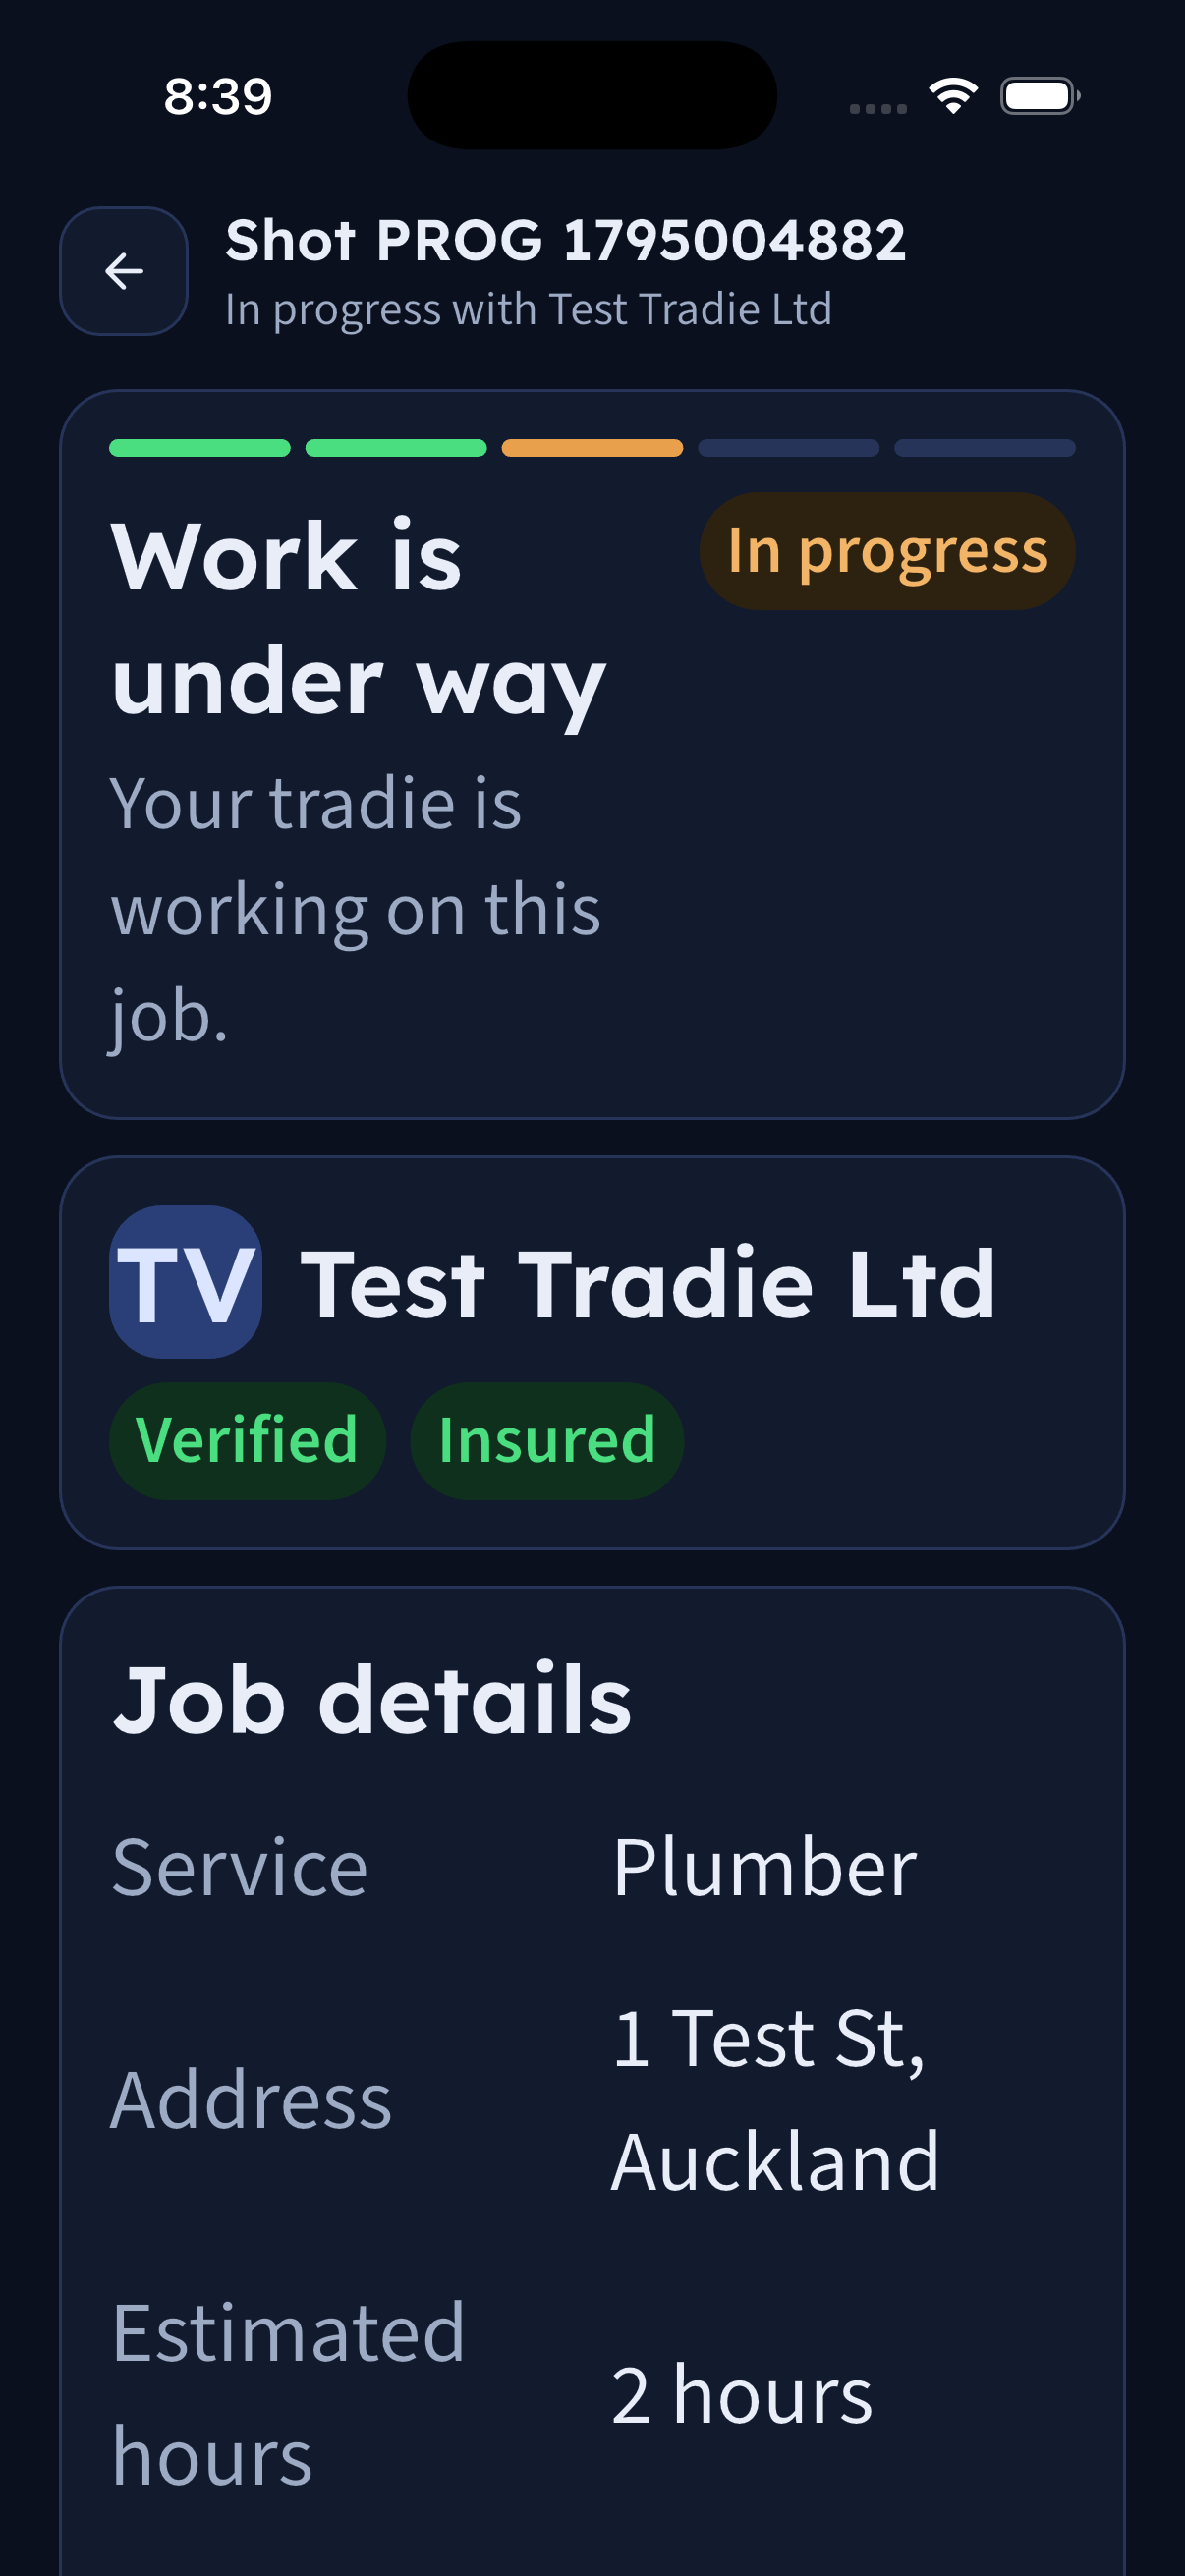 8:39
Shot PROG 1795004882
In progress with Test Tradie Ltd
Work is
under way
In progress
Your tradie is
working on this
job.
TV
Test Tradie Ltd
Verified
Insured
Job details
Service
Plumber
Address
1 Test St,
Auckland
Estimated
hours
2 hours